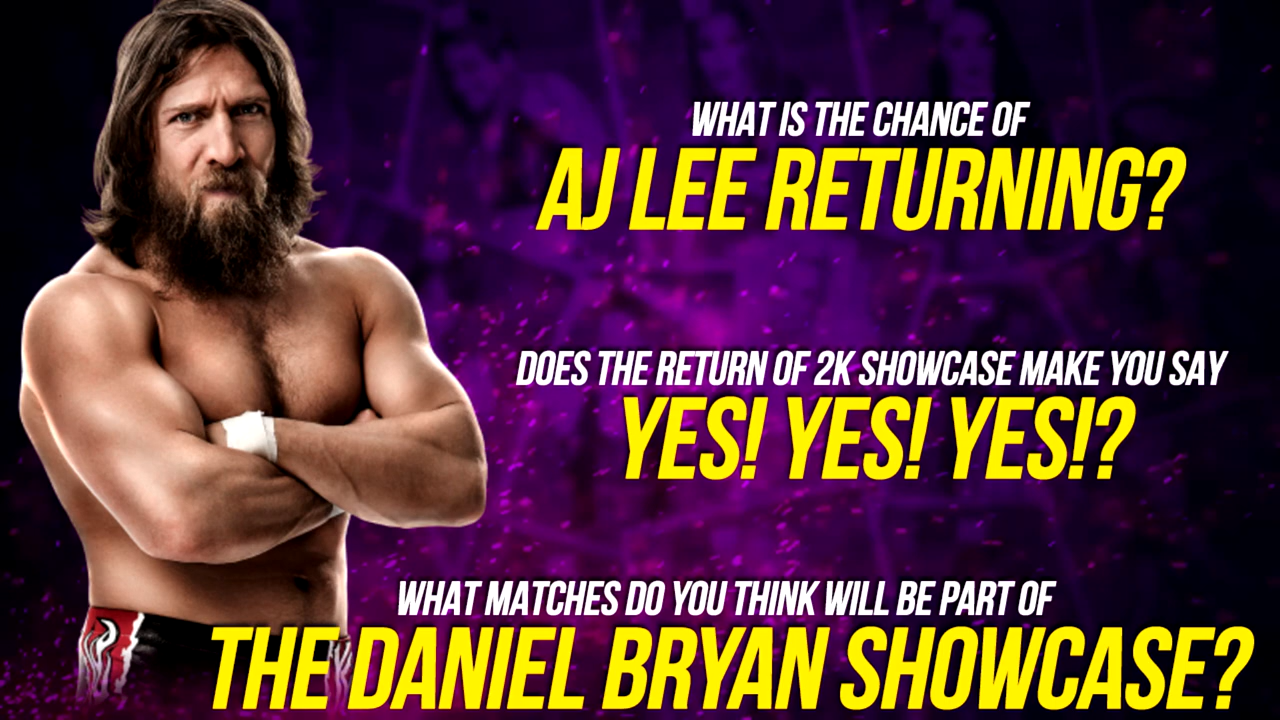 WHAT IS THE CHANCE OF
AJ LEE RETURNING?
DOES THE RETURN OF 2K SHOWCASE MAKE YOU SAY
YES! YES! YES!?
WHAT MATCHES DO YOU THINK WILL BE PART OF
THE DANIEL BRYAN SHOWCASE?